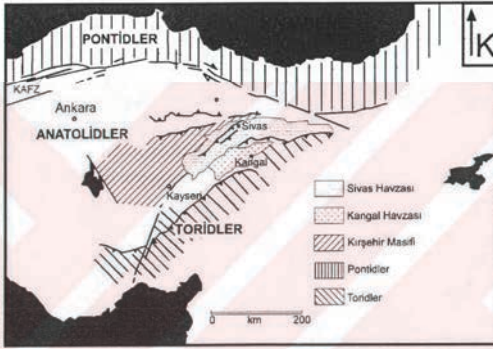 PONTİDLER
K
KAFZ
Ankara
ANATOLİDLER
Sivas
Kangal
Kayseri
TORİDLER
Sivas Havzası
Kangal Havzası
Kırşehir Masifi
Pontidler
Toridler
0 200
km